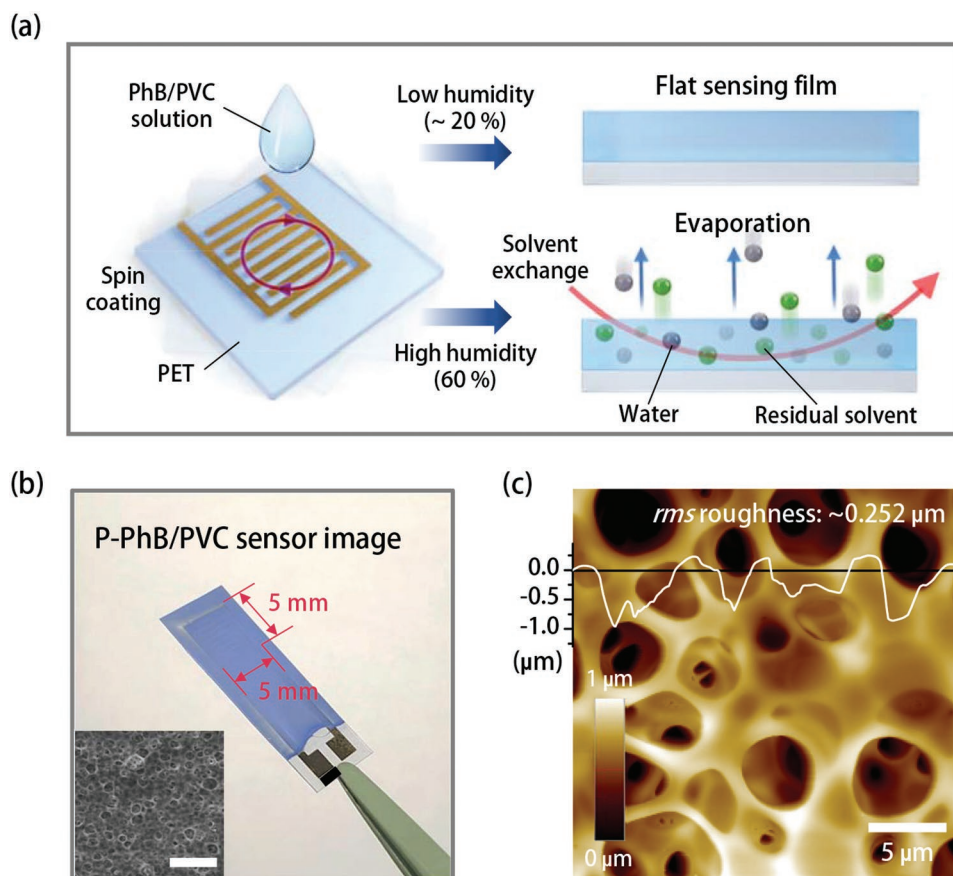 (a)
PhB/PVC
solution
Low humidity
(~ 20 %)
Flat sensing film
Spin
coating
PET
High humidity
(60 %)
Solvent
exchange
Evaporation
Water
Residual solvent
(b)
P-PhB/PVC sensor image
5 mm
5 mm
(c)
rms roughness: ~0.252 µm
0.0
-0.5
-1.0
(µm)
1 µm
0 µm
5 µm